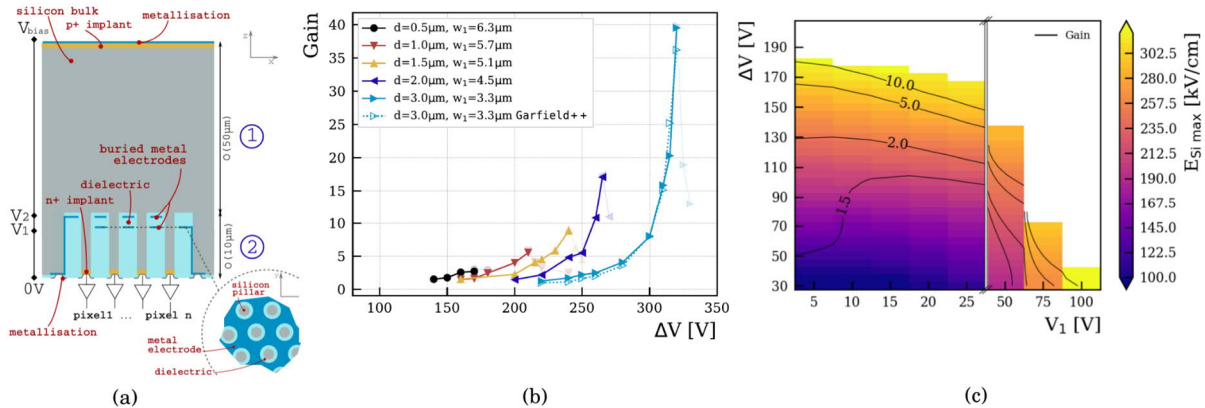 silicon bulk
p+ implant
metallisation
V bias
z
x
O(50μm)
1
buried metal
electrodes
dielectric
n+ implant
V2
V1
O(10μm)
2
0V
metallisation
pixel1 ... pixel n
silicon
pillar
metal
electrode
dielectric
(a)
Gain
40
35
30
25
20
15
10
5
0
d=0.5μm, w1=6.3μm
d=1.0μm, w1=5.7μm
d=1.5μm, w1=5.1μm
d=2.0μm, w1=4.5μm
d=3.0μm, w1=3.3μm
d=3.0μm, w1=3.3μm Garfield++
100 150 200 250 300 350
ΔV [V]
(b)
ΔV [V]
190
170
150
130
110
90
70
50
30
10.0
5.0
2.0
1.5
Gain
5 10 15 20 25 50 75 100
V1 [V]
302.5
280.0
257.5
235.0
212.5
190.0
167.5
145.0
122.5
100.0
ESi max [kV/cm]
(c)